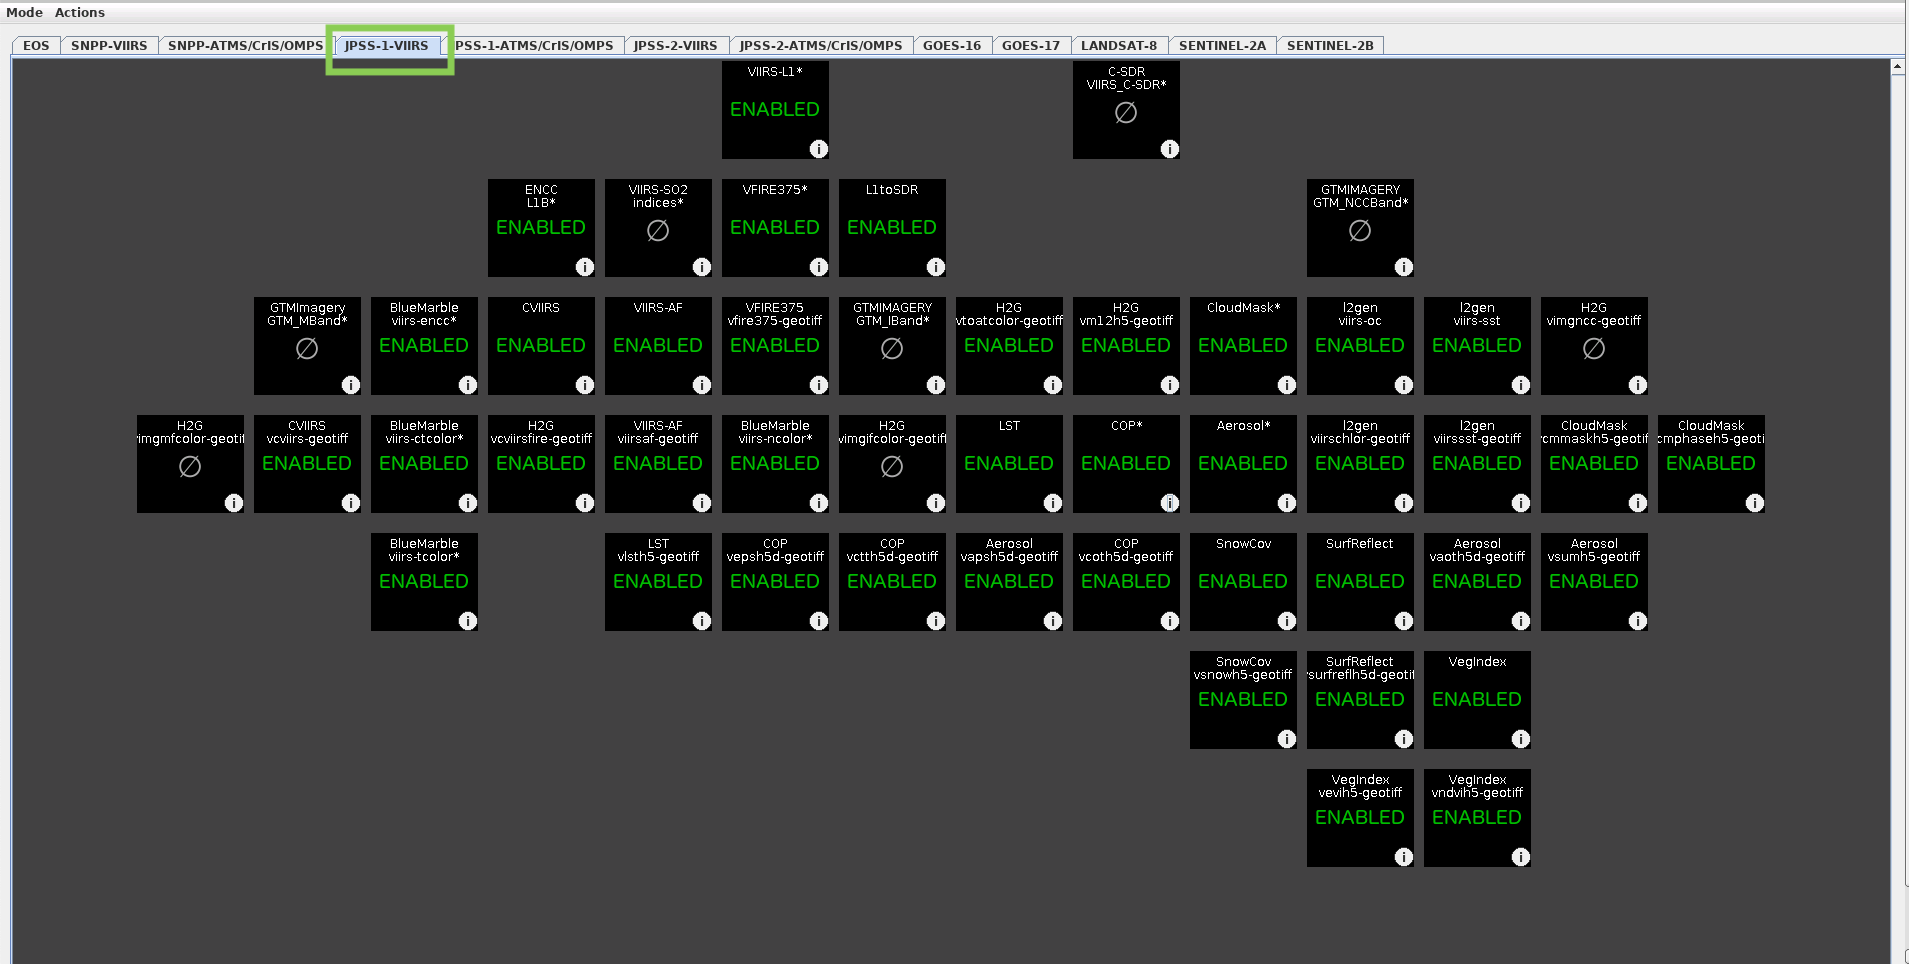 Mode Actions
EOS SNPP-VIIRS SNPP-ATMS/CrIS/OMPS JPSS-1-VIIRS PSS-1-ATMS/CrIS/OMPS JPSS-2-VIIRS JPSS-2-ATMS/CrIS/OMPS GOES-16 GOES-17 LANDSAT-8 SENTINEL-2A SENTINEL-2B
VIIRS-L1* C-SDR
VIIRS_C-SDR*
ENABLED ∅
i i
ENCC VIIRS-SO2 VFIRE375* L1toSDR GTMIMAGERY
L1B* indices* GTM_NCCBand*
ENABLED ∅ ENABLED ENABLED ∅
i i i i i
GTMImagery BlueMarble CVIIRS VIIRS-AF VFIRE375 GTMIMAGERY H2G H2G CloudMask* l2gen l2gen H2G
GTM_MBand* viirs-encc* vfire375-geotiff GTM_IBand* vtoatcolor-geotiff vm12h5-geotiff viirs-oc viirs-sst vimgncc-geotiff
∅ ENABLED ENABLED ENABLED ENABLED ∅ ENABLED ENABLED ENABLED ENABLED ENABLED ∅
i i i i i i i i i i i i
H2G CVIIRS BlueMarble H2G VIIRS-AF BlueMarble H2G LST COP* Aerosol* l2gen l2gen CloudMask CloudMask
vimgmfcolor-geotif vcviirs-geotiff viirs-ctcolor* vcviirsfire-geotiff viirsaf-geotiff viirs-ncolor* vimgifcolor-geotiff viirschlor-geotiff viirssst-geotiff vcmmaskh5-geotif cmphaseh5-geoti
∅ ENABLED ENABLED ENABLED ENABLED ENABLED ∅ ENABLED ENABLED ENABLED ENABLED ENABLED ENABLED ENABLED
i i i i i i i i i i i i i i
BlueMarble LST COP COP Aerosol COP SnowCov SurfReflect Aerosol Aerosol
viirs-tcolor* vlsth5-geotiff vepsh5d-geotiff vctth5d-geotiff vapsh5d-geotiff vcoth5d-geotiff vaoth5d-geotiff vsumh5-geotiff
ENABLED ENABLED ENABLED ENABLED ENABLED ENABLED ENABLED ENABLED ENABLED ENABLED
i i i i i i i i i i
SnowCov SurfReflect VegIndex
vsnowh5-geotiff vsurfreflh5d-geotif
ENABLED ENABLED ENABLED
i i i
VegIndex VegIndex
vevih5-geotiff vndvih5-geotiff
ENABLED ENABLED
i i